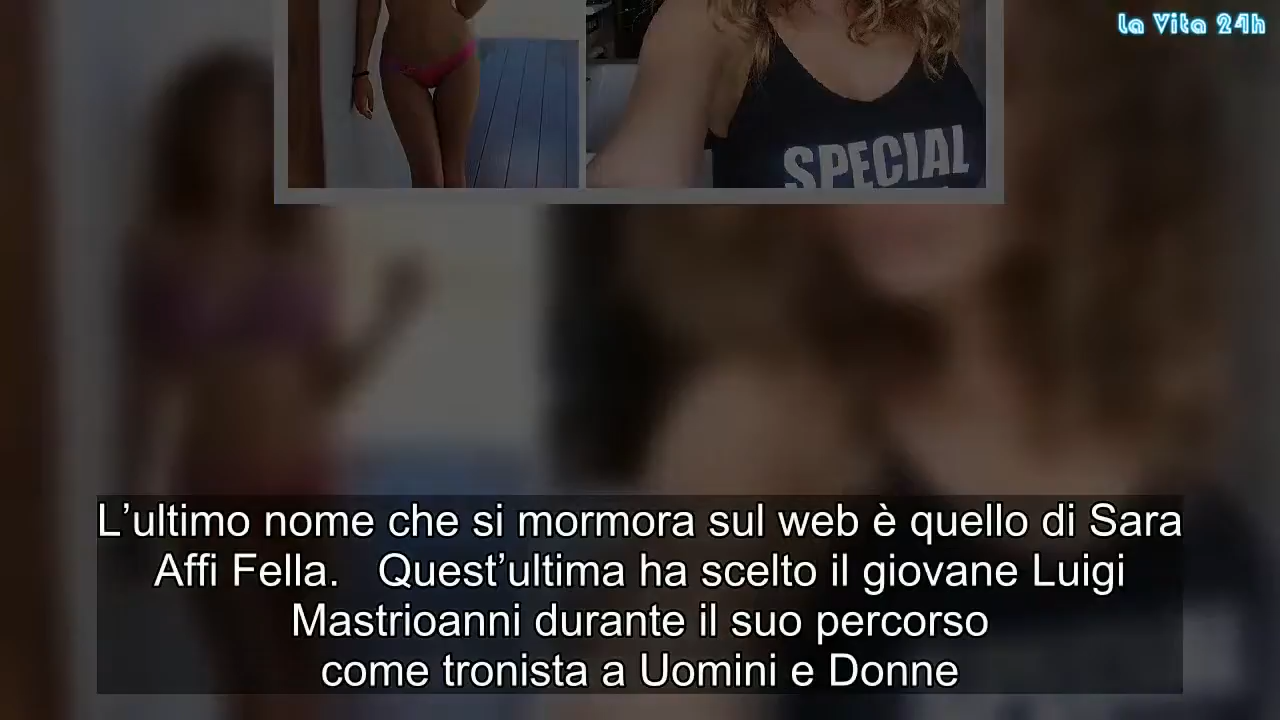 La Vita 24h
SPECIAL
L’ultimo nome che si mormora sul web è quello di Sara
Affi Fella.   Quest’ultima ha scelto il giovane Luigi
Mastrioanni durante il suo percorso
come tronista a Uomini e Donne